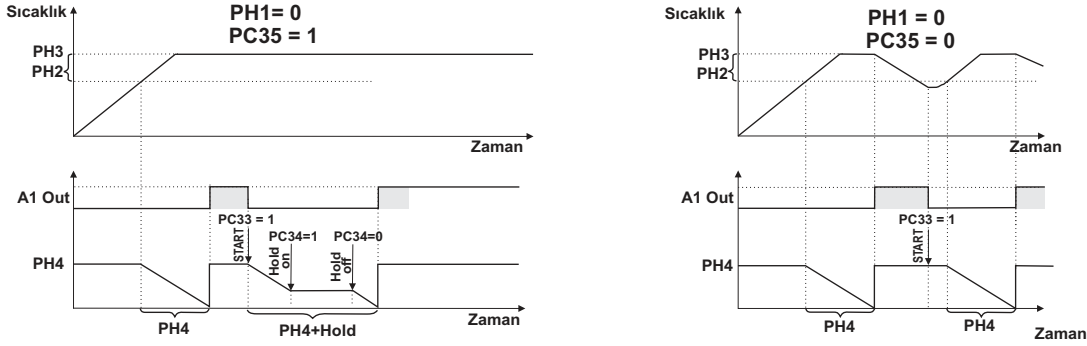 Sıcaklık
PH1= 0
PC35 = 1
PH3
PH2
Zaman
A1 Out
PC33 = 1
START
PC34=1
PC34=0
Hold
on
Hold
off
PH4
PH4
PH4+Hold
Zaman
Sıcaklık
PH1 = 0
PC35 = 0
PH3
PH2
Zaman
A1 Out
PC33 = 1
START
PH4
PH4
PH4
Zaman